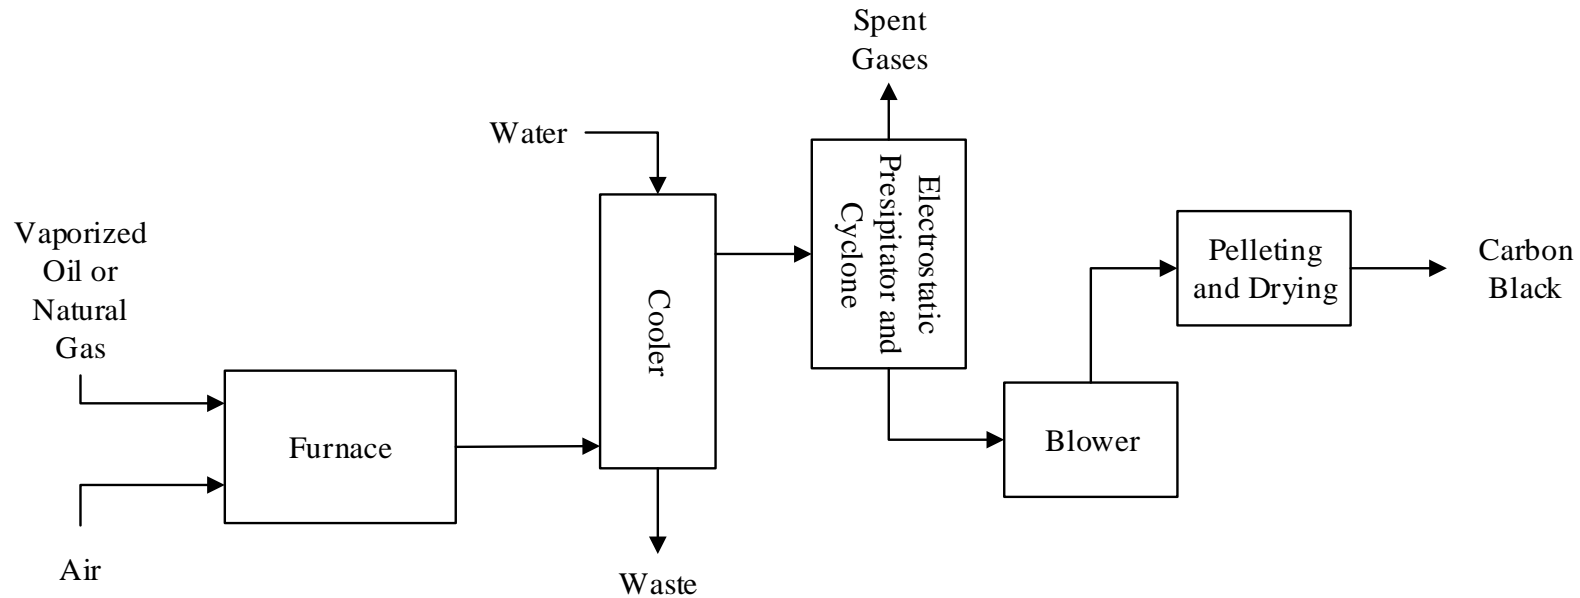 Spent
Gases
Water
Vaporized
Oil or
Natural
Gas
Air
Furnace
Cooler
Waste
Electrostatic
Presipitator and
Cyclone
Blower
Pelleting
and Drying
Carbon
Black